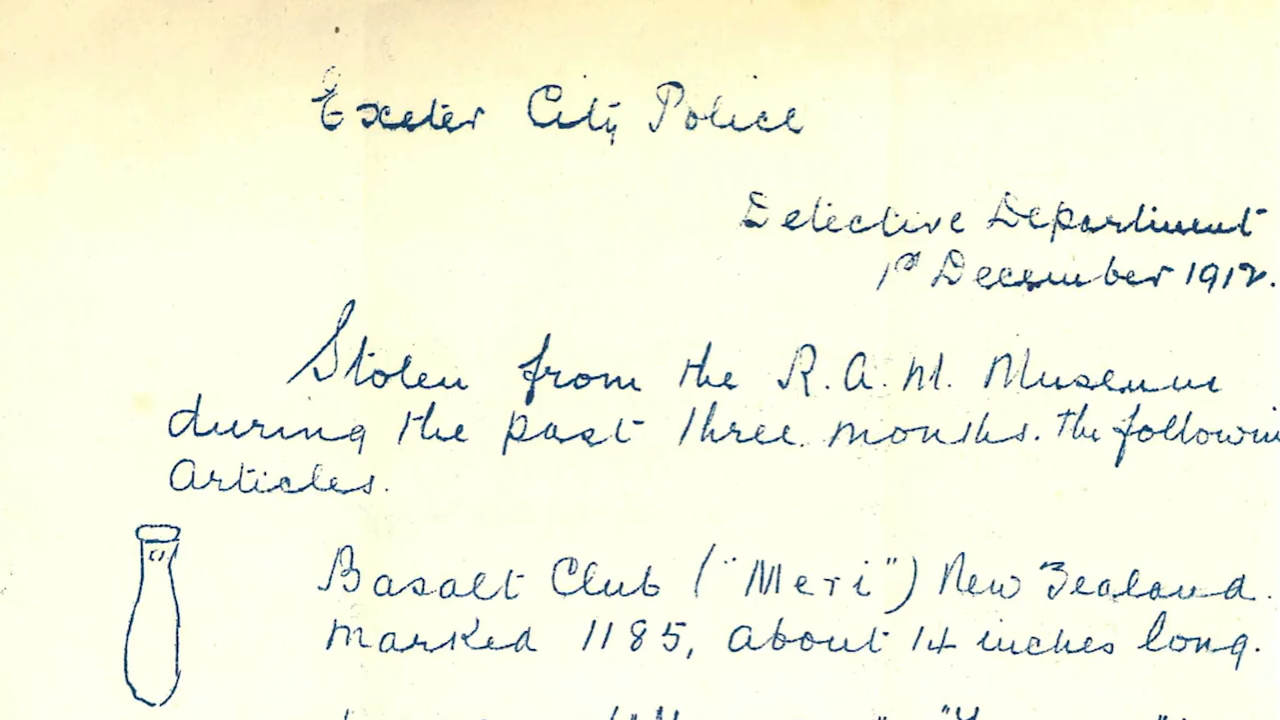 Exeter City Police
Detective Department
1st December 1912.
Stolen from the R.A.M. Museum
during the past three months. The followin
articles.
Basalt Club ("Meri") New Zealand.
Marked 1185, about 14 inches long.